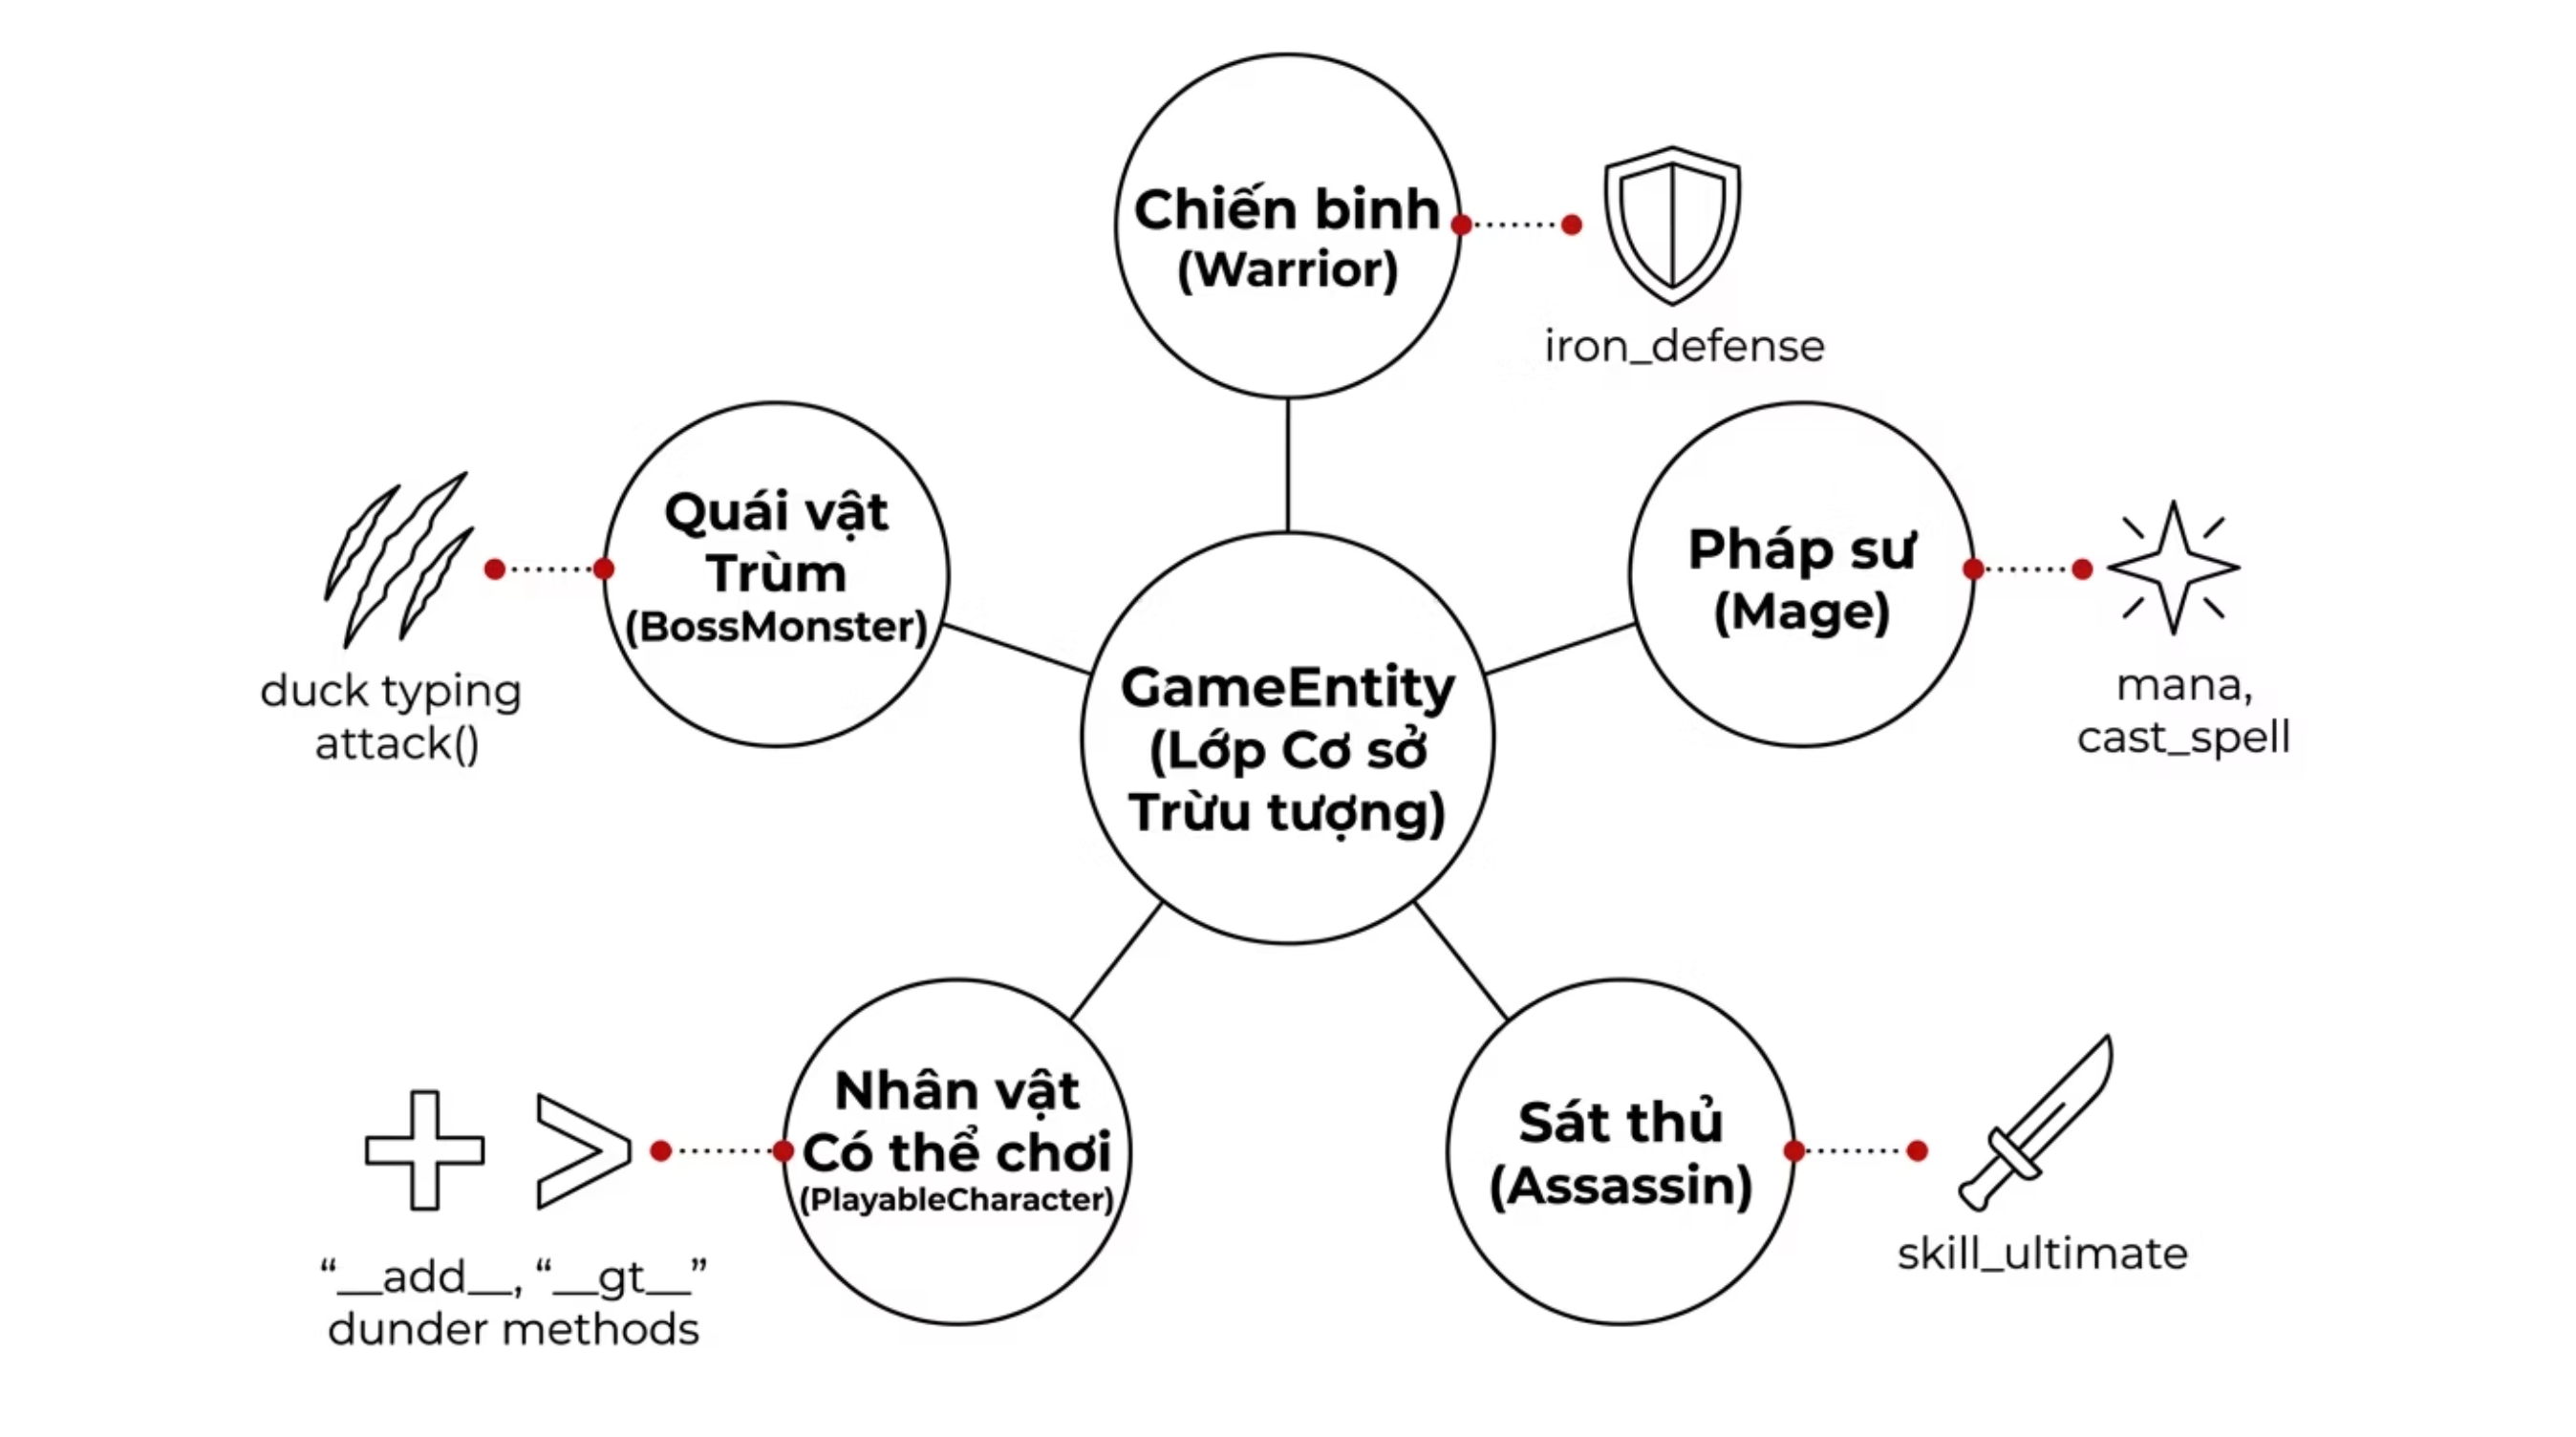 Chiến binh
(Warrior)
iron_defense
Quái vật
Trùm
(BossMonster)
duck typing
attack()
Pháp sư
(Mage)
mana,
cast_spell
GameEntity
(Lớp Cơ sở
Trừu tượng)
Nhân vật
Có thể chơi
(PlayableCharacter)
“__add__, “__gt__”
dunder methods
Sát thủ
(Assassin)
skill_ultimate